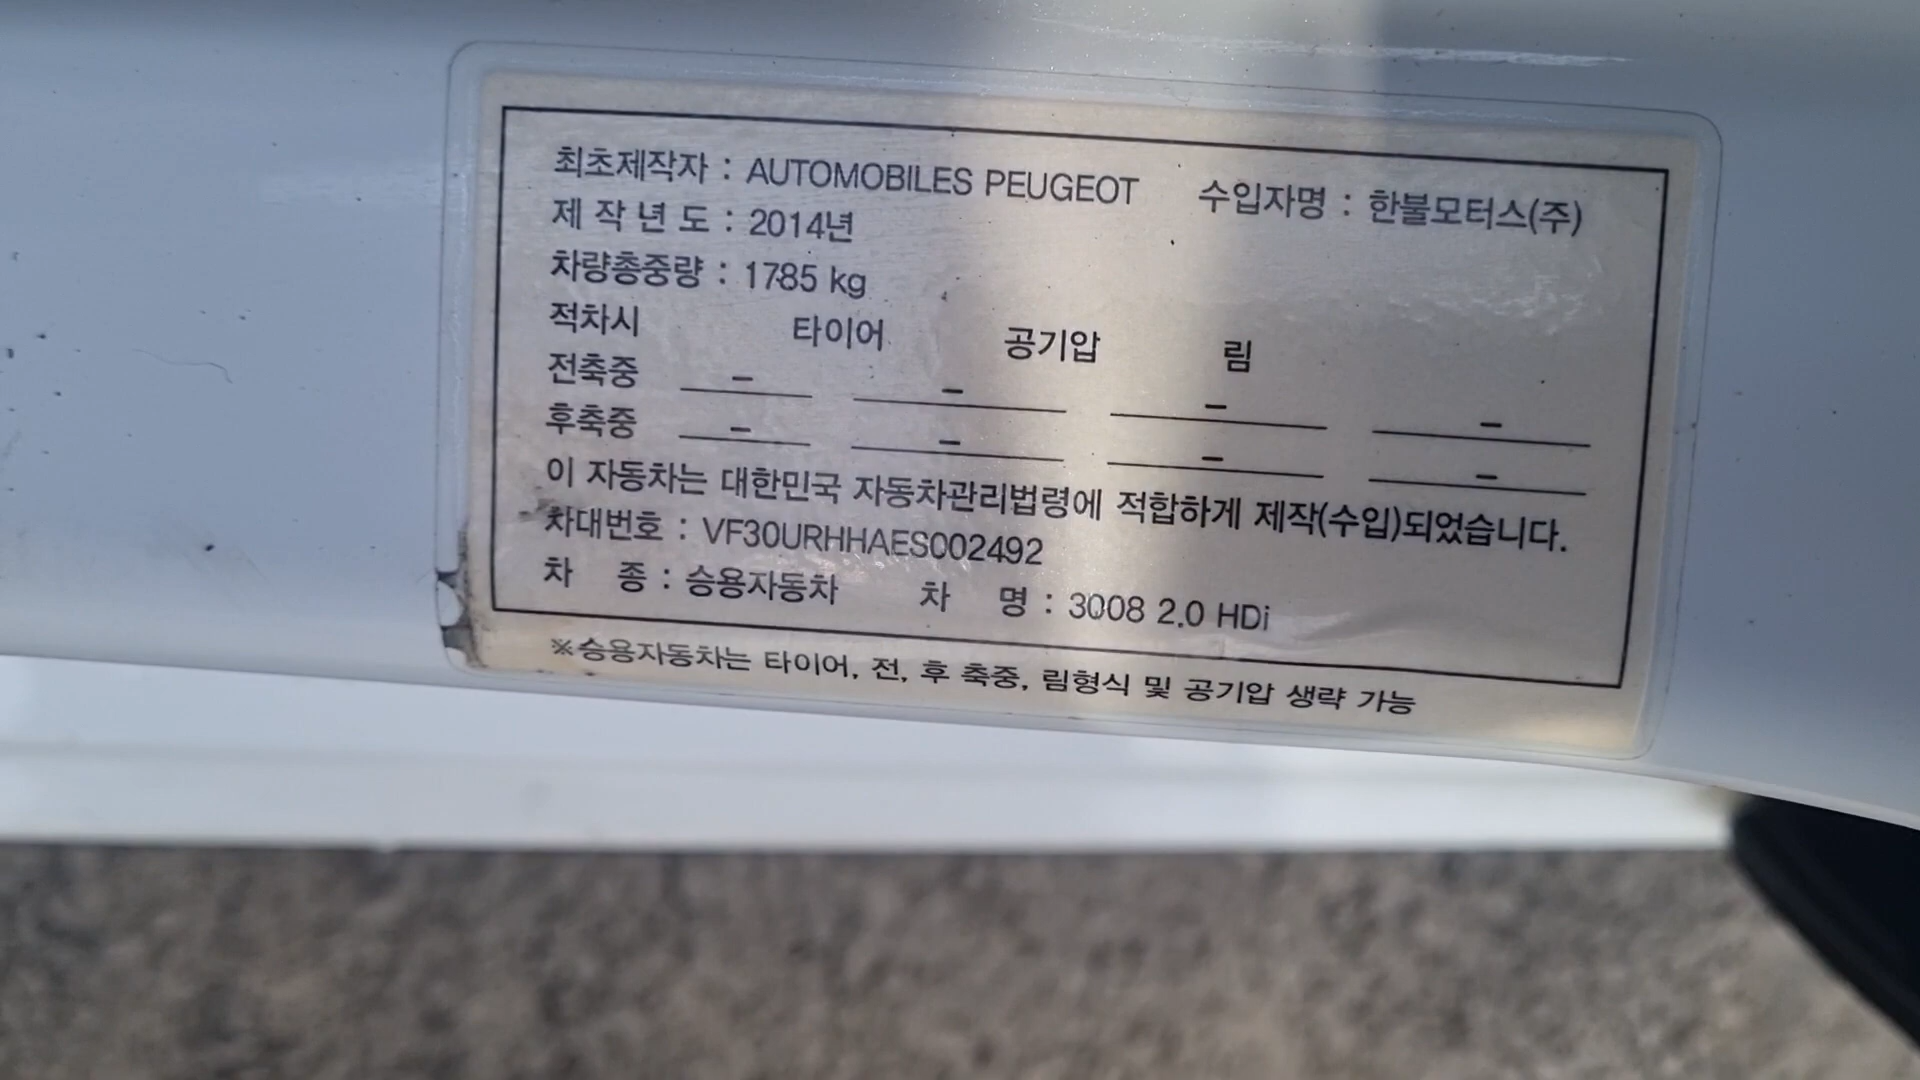 최초제작자 : AUTOMOBILES PEUGEOT 수입자명 : 한불모터스(주)
제 작 년 도 : 2014년
차량총중량 : 1785 kg
적차시 타이어 공기압 림
전축중 - - - -
후축중 - - - -
이 자동차는 대한민국 자동차관리법령에 적합하게 제작(수입)되었습니다.
차대번호 : VF30URHHAES002492
차 종 : 승용자동차 차 명 : 3008 2.0 HDi
※승용자동차는 타이어, 전, 후 축중, 림형식 및 공기압 생략 가능